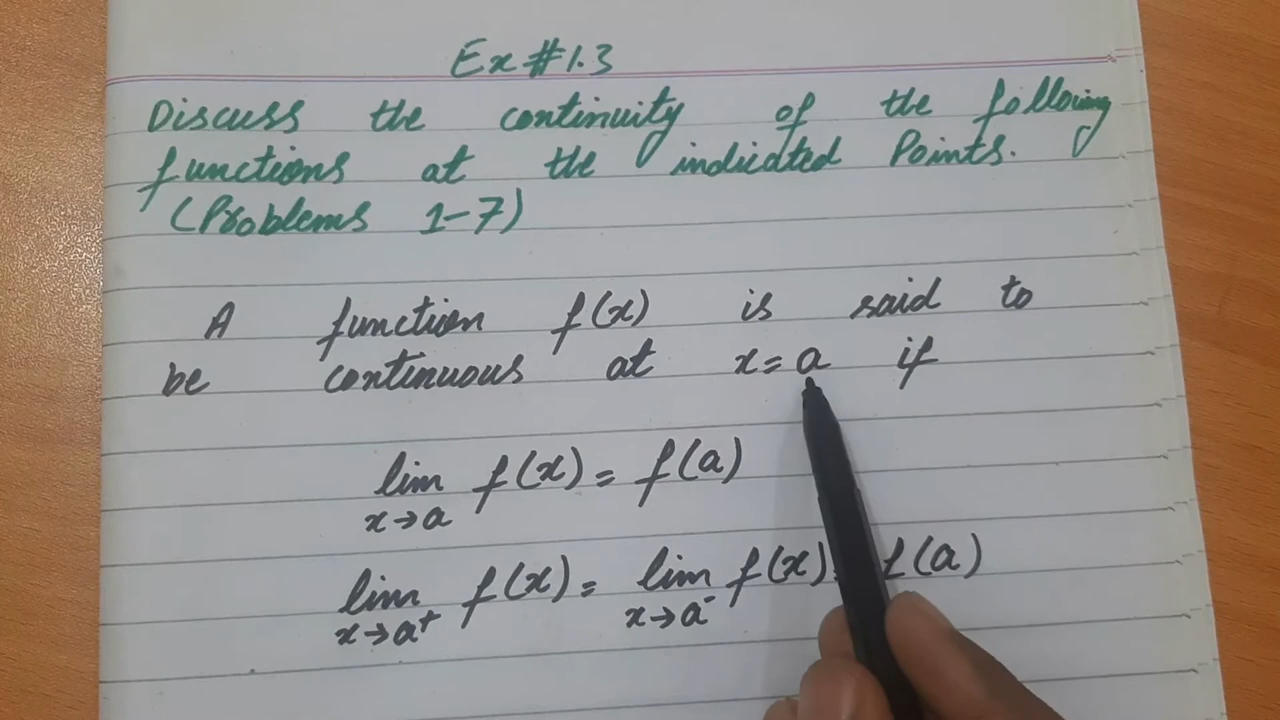 Ex#1.3
Discuss the continuity of the following
functions at the indicated Points.
(Problems 1-7)
A function f(x) is said to
be continuous at x=a if
lim f(x) = f(a)
x→a
lim f(x) = lim f(x) f(a)
x→a⁺ x→a⁻